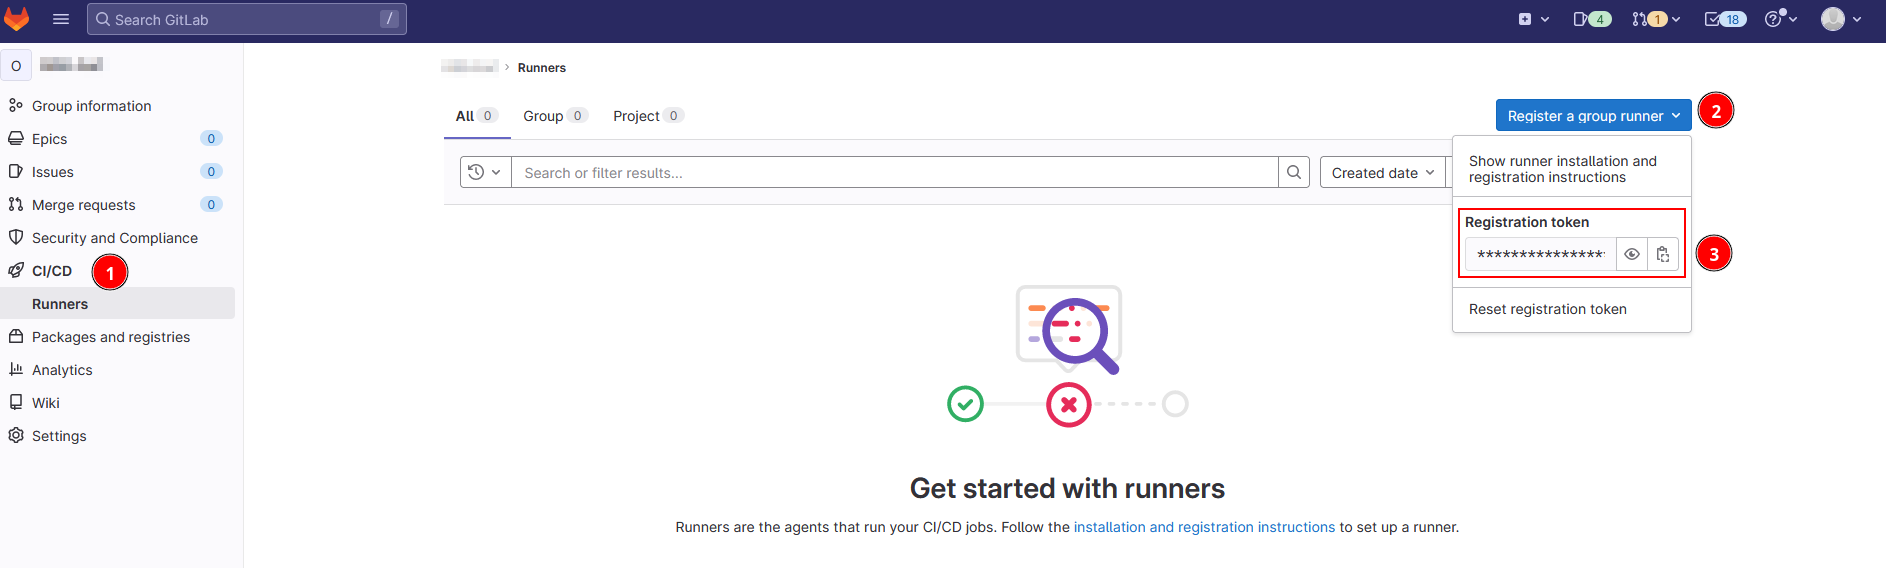 Search GitLab /
4 1 18
O
Runners
Group information
Epics 0
Issues 0
Merge requests 0
Security and Compliance
CI/CD 1
Runners
Packages and registries
Analytics
Wiki
Settings
All 0 Group 0 Project 0
Register a group runner 2
Search or filter results...
Created date
Show runner installation and
registration instructions
Registration token
****************
3
Reset registration token
Get started with runners
Runners are the agents that run your CI/CD jobs. Follow the installation and registration instructions to set up a runner.